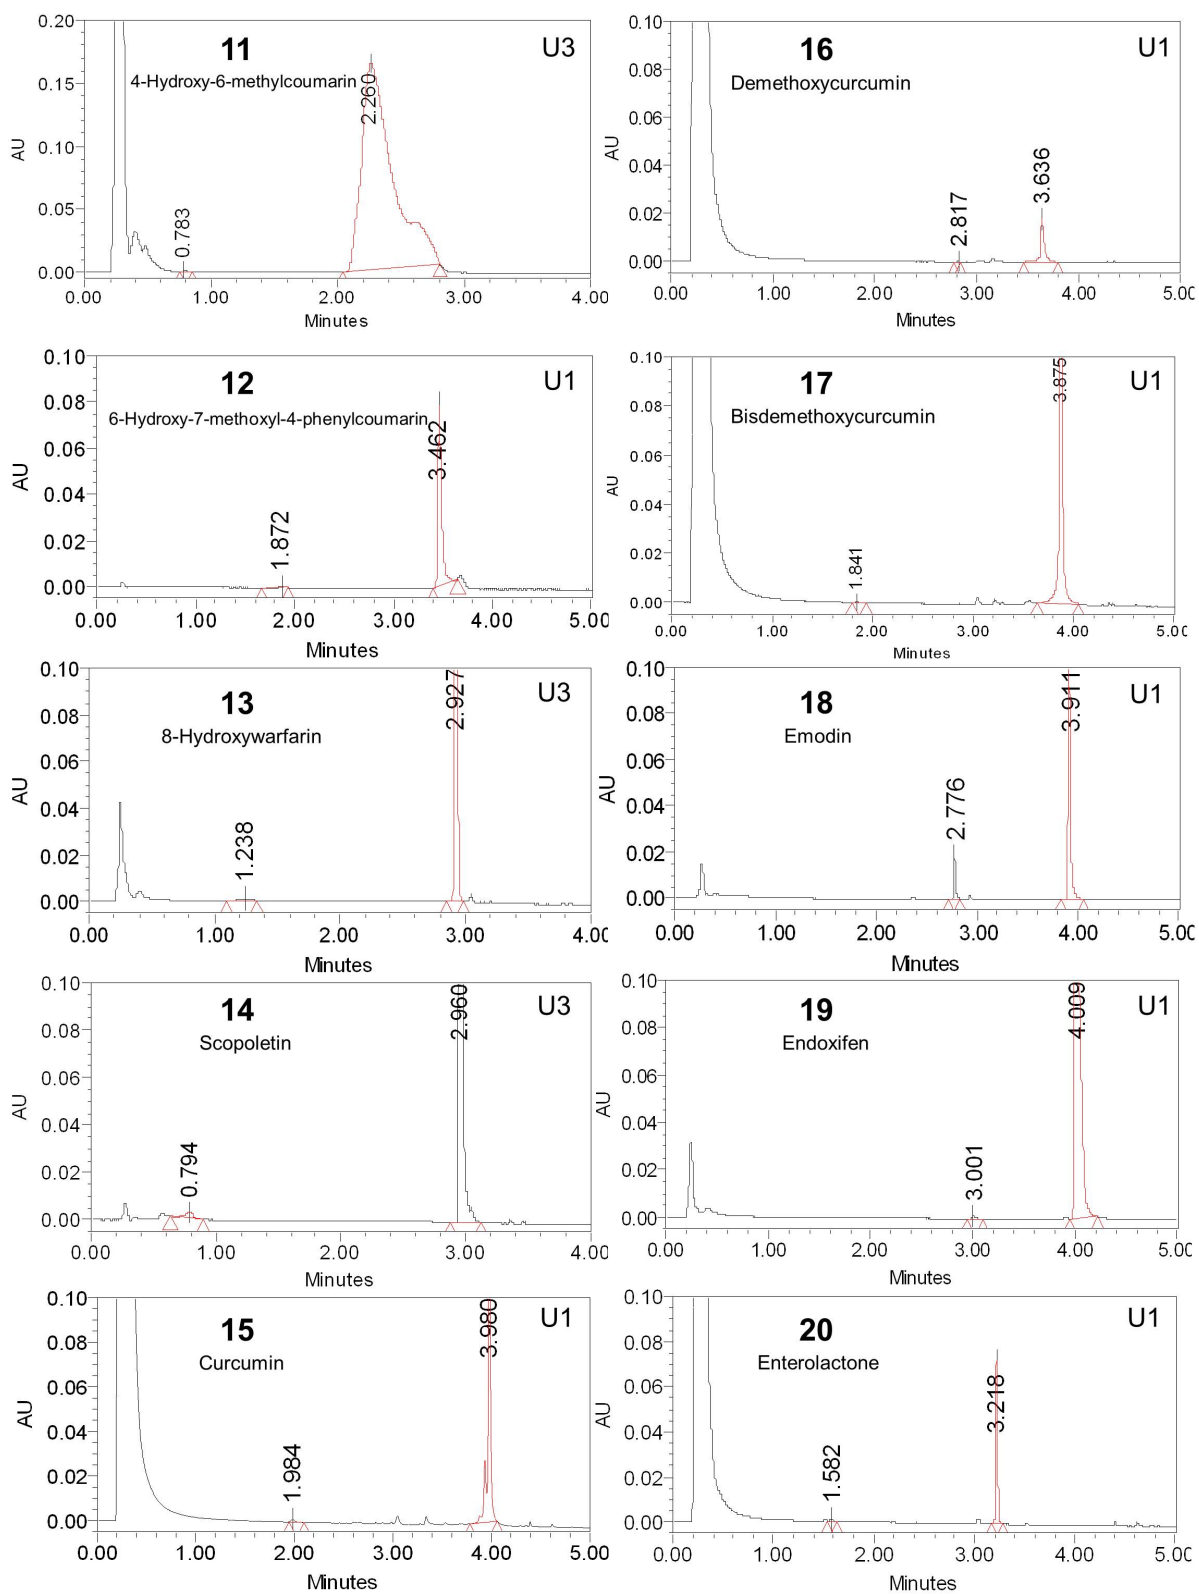 11
U3
4-Hydroxy-6-methylcoumarin
2.260
0.783
0.20
0.15
0.10
0.05
0.00
AU
0.00 1.00 2.00 3.00 4.00
Minutes
16
U1
Demethoxycurcumin
2.817
3.636
0.10
0.08
0.06
0.04
0.02
0.00
AU
0.00 1.00 2.00 3.00 4.00 5.00
Minutes
12
U1
6-Hydroxy-7-methoxyl-4-phenylcoumarin
1.872
3.462
0.10
0.08
0.06
0.04
0.02
0.00
AU
0.00 1.00 2.00 3.00 4.00 5.00
Minutes
17
U1
Bisdemethoxycurcumin
1.841
3.875
0.10
0.08
0.06
0.04
0.02
0.00
AU
0.00 1.00 2.00 3.00 4.00 5.00
Minutes
13
U3
8-Hydroxywarfarin
1.238
2.927
0.10
0.08
0.06
0.04
0.02
0.00
AU
0.00 1.00 2.00 3.00 4.00
Minutes
18
U1
Emodin
2.776
3.911
0.10
0.08
0.06
0.04
0.02
0.00
AU
0.00 1.00 2.00 3.00 4.00 5.00
Minutes
14
U3
Scopoletin
0.794
2.960
0.10
0.08
0.06
0.04
0.02
0.00
AU
0.00 1.00 2.00 3.00 4.00
Minutes
19
U1
Endoxifen
3.001
4.009
0.10
0.08
0.06
0.04
0.02
0.00
AU
0.00 1.00 2.00 3.00 4.00 5.00
Minutes
15
U1
Curcumin
1.984
3.980
0.10
0.08
0.06
0.04
0.02
0.00
AU
0.00 1.00 2.00 3.00 4.00 5.00
Minutes
20
U1
Enterolactone
1.582
3.218
0.10
0.08
0.06
0.04
0.02
0.00
AU
0.00 1.00 2.00 3.00 4.00 5.00
Minutes